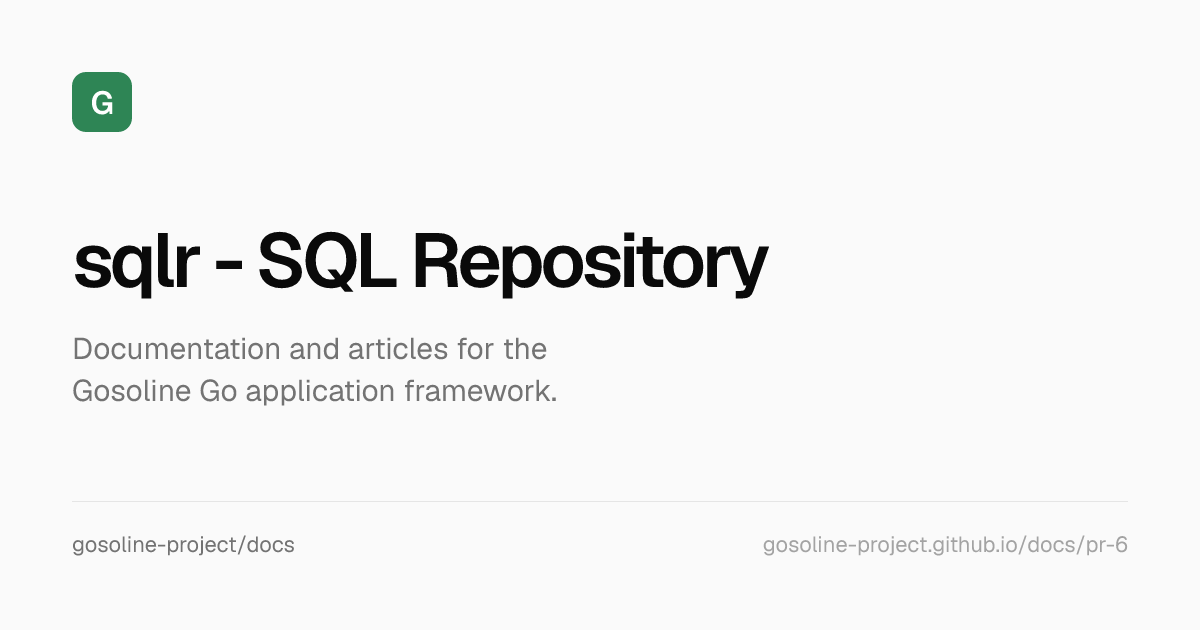 G
sqlr - SQL Repository
Documentation and articles for the
Gosoline Go application framework.
gosoline-project/docs
gosoline-project.github.io/docs/pr-6